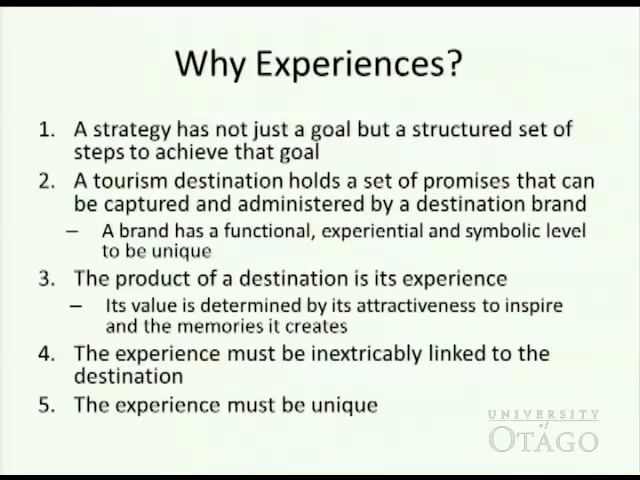 Why Experiences?
1. A strategy has not just a goal but a structured set of
steps to achieve that goal
2. A tourism destination holds a set of promises that can
be captured and administered by a destination brand
– A brand has a functional, experiential and symbolic level
to be unique
3. The product of a destination is its experience
– Its value is determined by its attractiveness to inspire
and the memories it creates
4. The experience must be inextricably linked to the
destination
5. The experience must be unique
UNIVERSITY
of
OTAGO